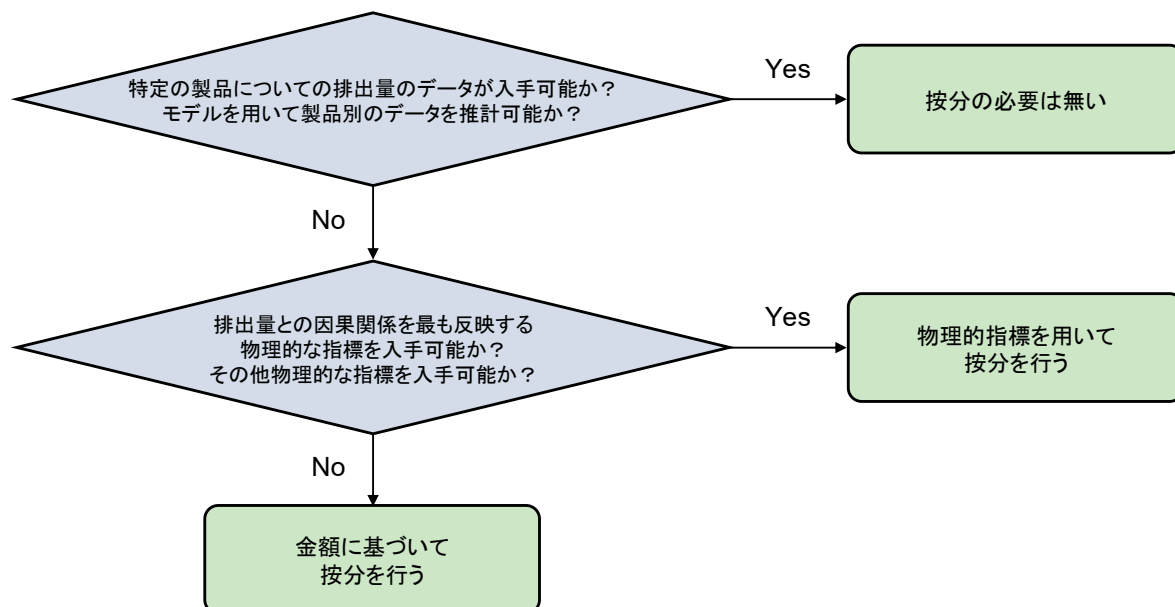 特定の製品についての排出量のデータが入手可能か？
モデルを用いて製品別のデータを推計可能か？
Yes
按分の必要は無い
No
排出量との因果関係を最も反映する
物理的な指標を入手可能か？
その他物理的な指標を入手可能か？
Yes
物理的指標を用いて
按分を行う
No
金額に基づいて
按分を行う